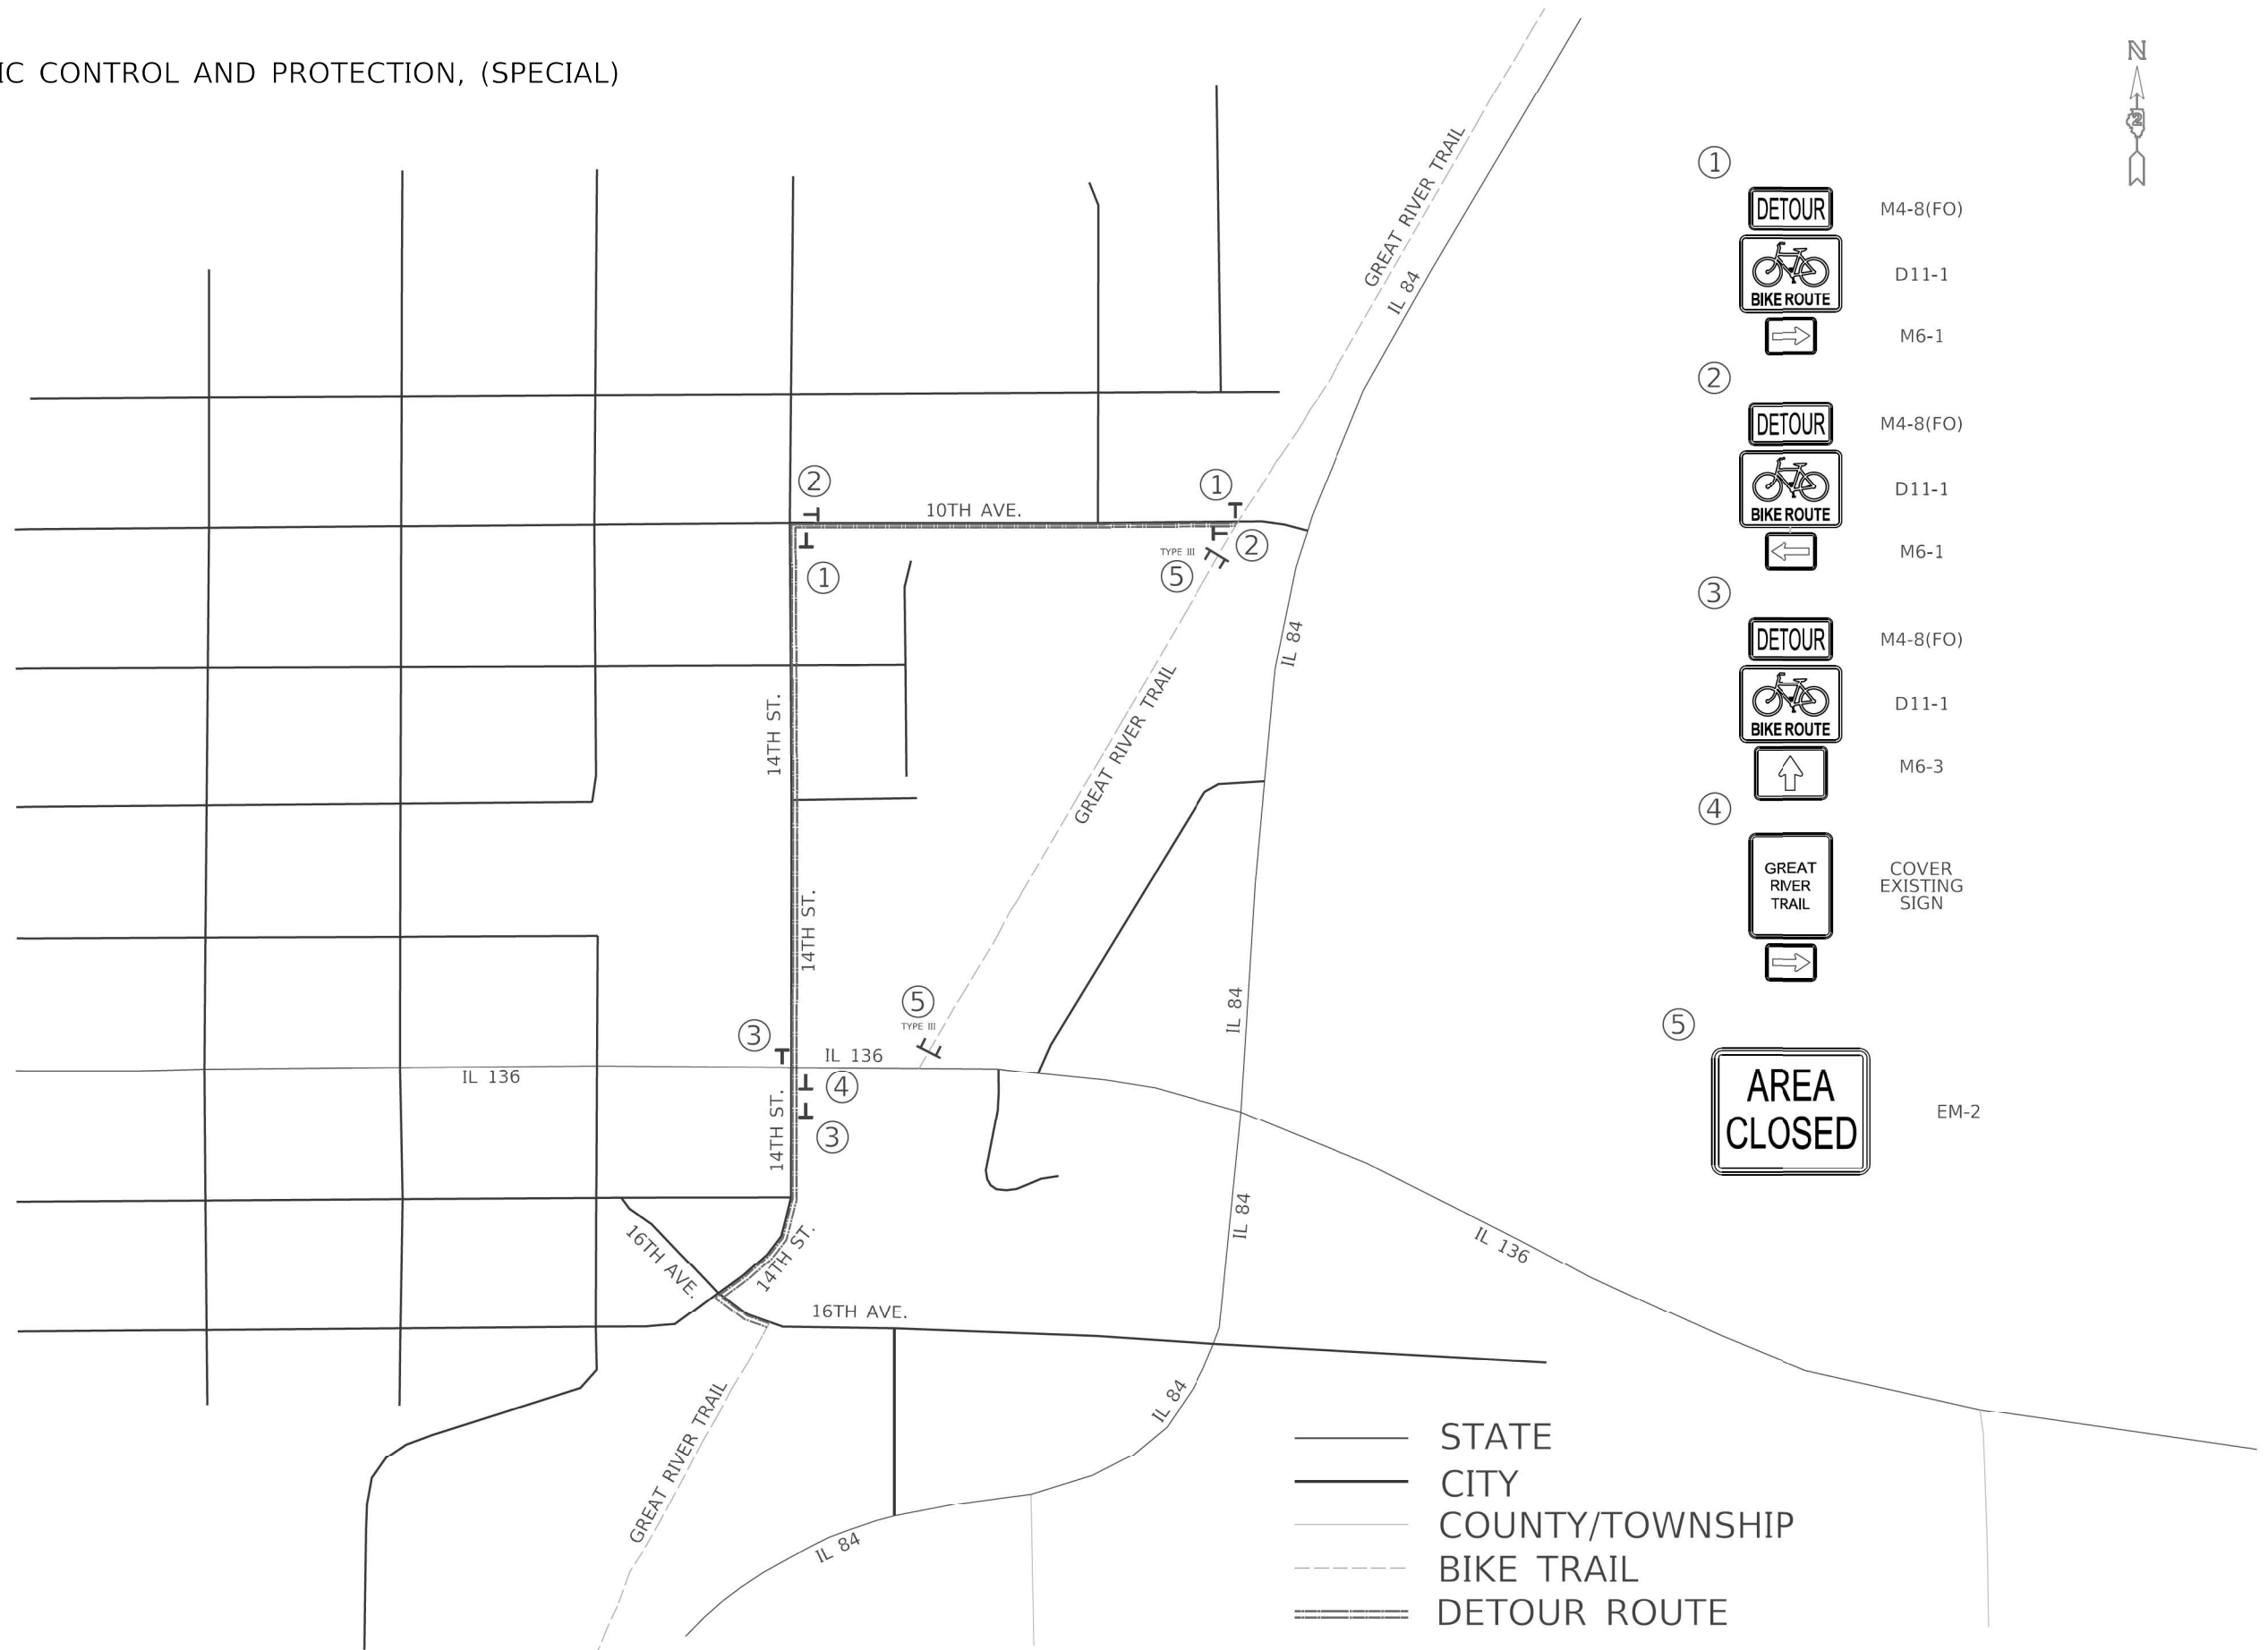 IC CONTROL AND PROTECTION, (SPECIAL)
N
2
GREAT RIVER TRAIL
IL 84
1
DETOUR
M4-8(FO)
D11-1
BIKE ROUTE
M6-1
2
DETOUR
M4-8(FO)
D11-1
BIKE ROUTE
M6-1
3
DETOUR
M4-8(FO)
D11-1
BIKE ROUTE
M6-3
4
GREAT
RIVER
TRAIL
COVER
EXISTING
SIGN
5
AREA
CLOSED
EM-2
2
10TH AVE.
1
1
TYPE III
5
2
IL 84
14TH ST.
GREAT RIVER TRAIL
14TH ST.
5
TYPE III
IL 84
3
IL 136
IL 136
4
14TH ST.
3
IL 84
16TH AVE.
14TH ST.
IL 136
16TH AVE.
GREAT RIVER TRAIL
IL 84
IL 84
STATE
CITY
COUNTY/TOWNSHIP
BIKE TRAIL
DETOUR ROUTE